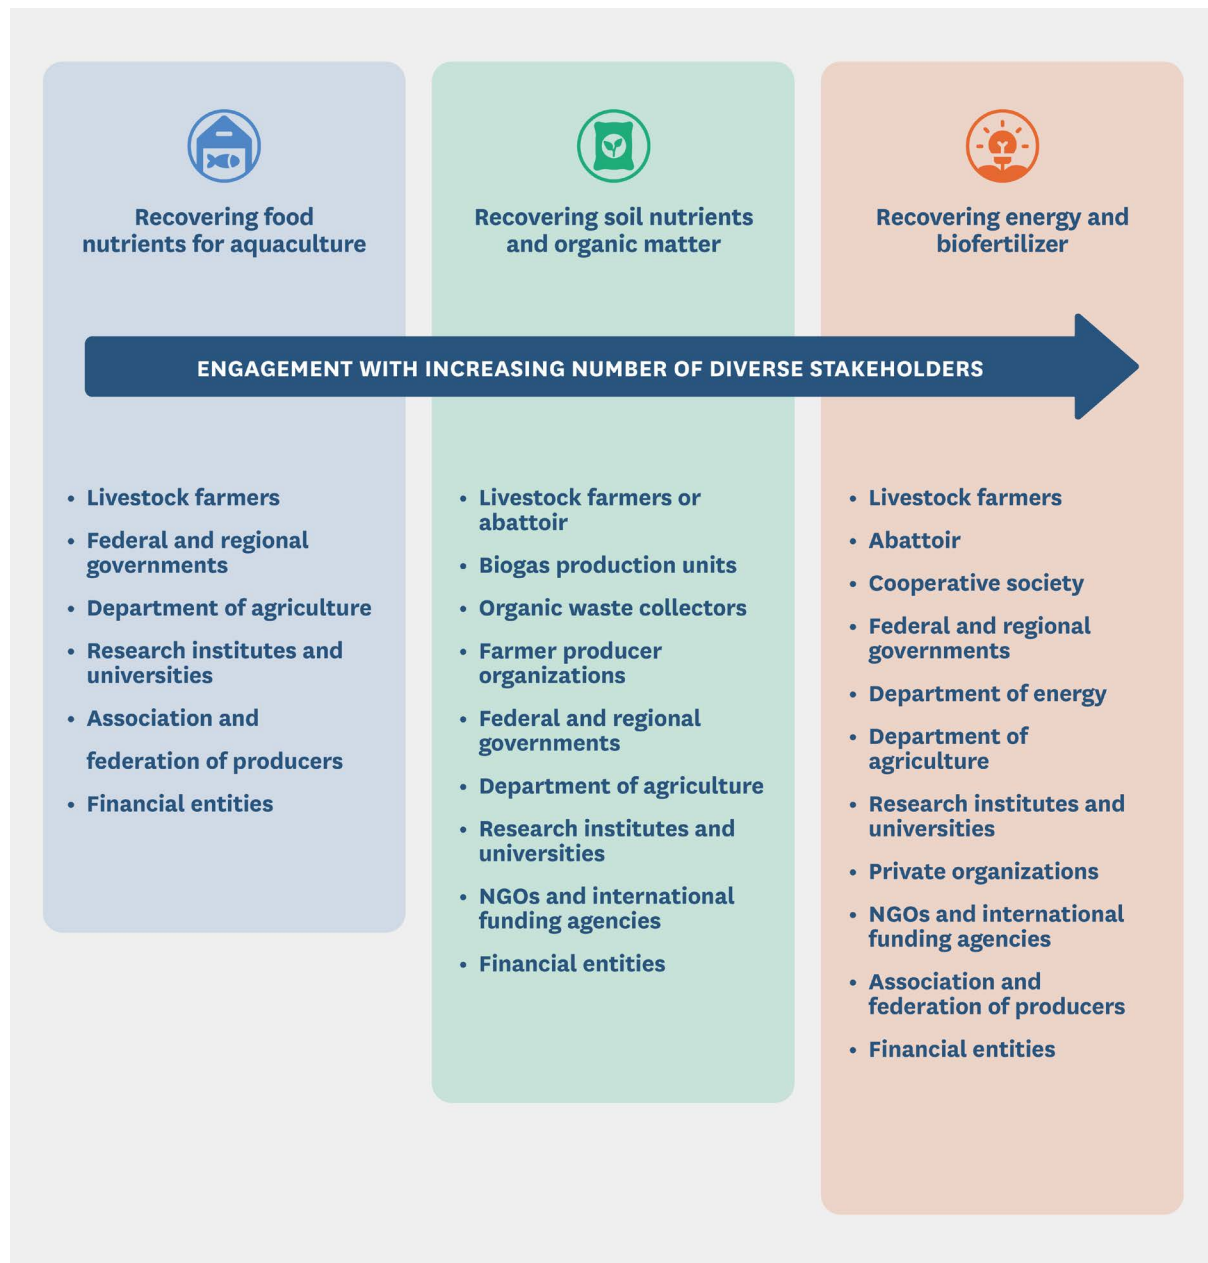 Recovering food
nutrients for aquaculture
Recovering soil nutrients
and organic matter
Recovering energy and
biofertilizer
ENGAGEMENT WITH INCREASING NUMBER OF DIVERSE STAKEHOLDERS
• Livestock farmers
• Federal and regional
governments
• Department of agriculture
• Research institutes and
universities
• Association and
federation of producers
• Financial entities
• Livestock farmers or
abattoir
• Biogas production units
• Organic waste collectors
• Farmer producer
organizations
• Federal and regional
governments
• Department of agriculture
• Research institutes and
universities
• NGOs and international
funding agencies
• Financial entities
• Livestock farmers
• Abattoir
• Cooperative society
• Federal and regional
governments
• Department of energy
• Department of
agriculture
• Research institutes and
universities
• Private organizations
• NGOs and international
funding agencies
• Association and
federation of producers
• Financial entities